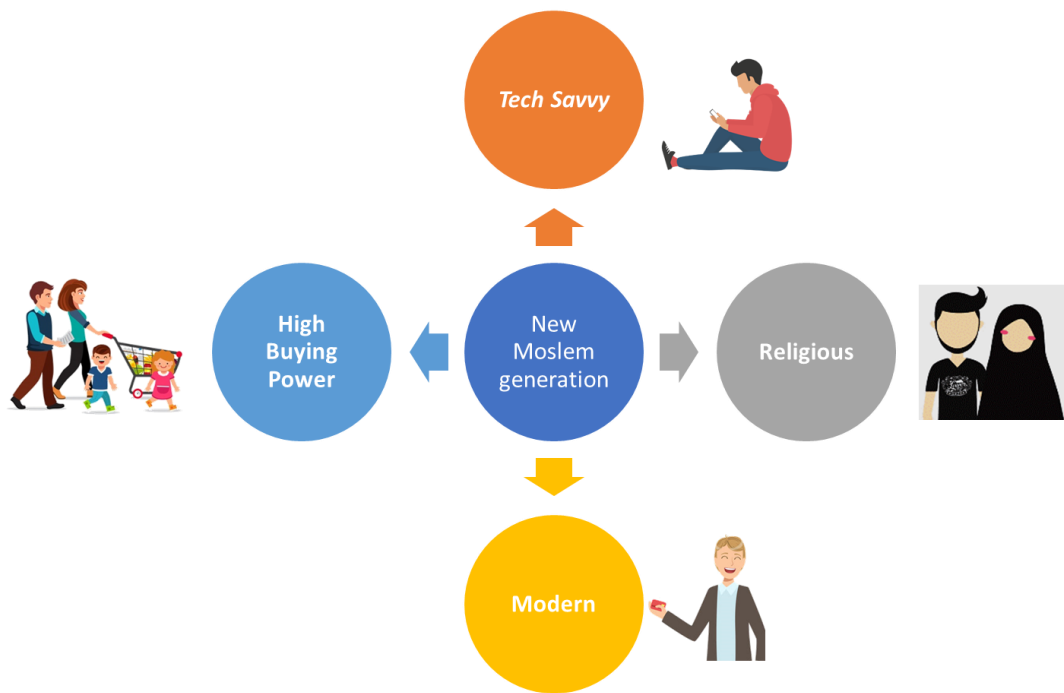 Tech Savvy
High
Buying
Power
New
Moslem
generation
Religious
Modern